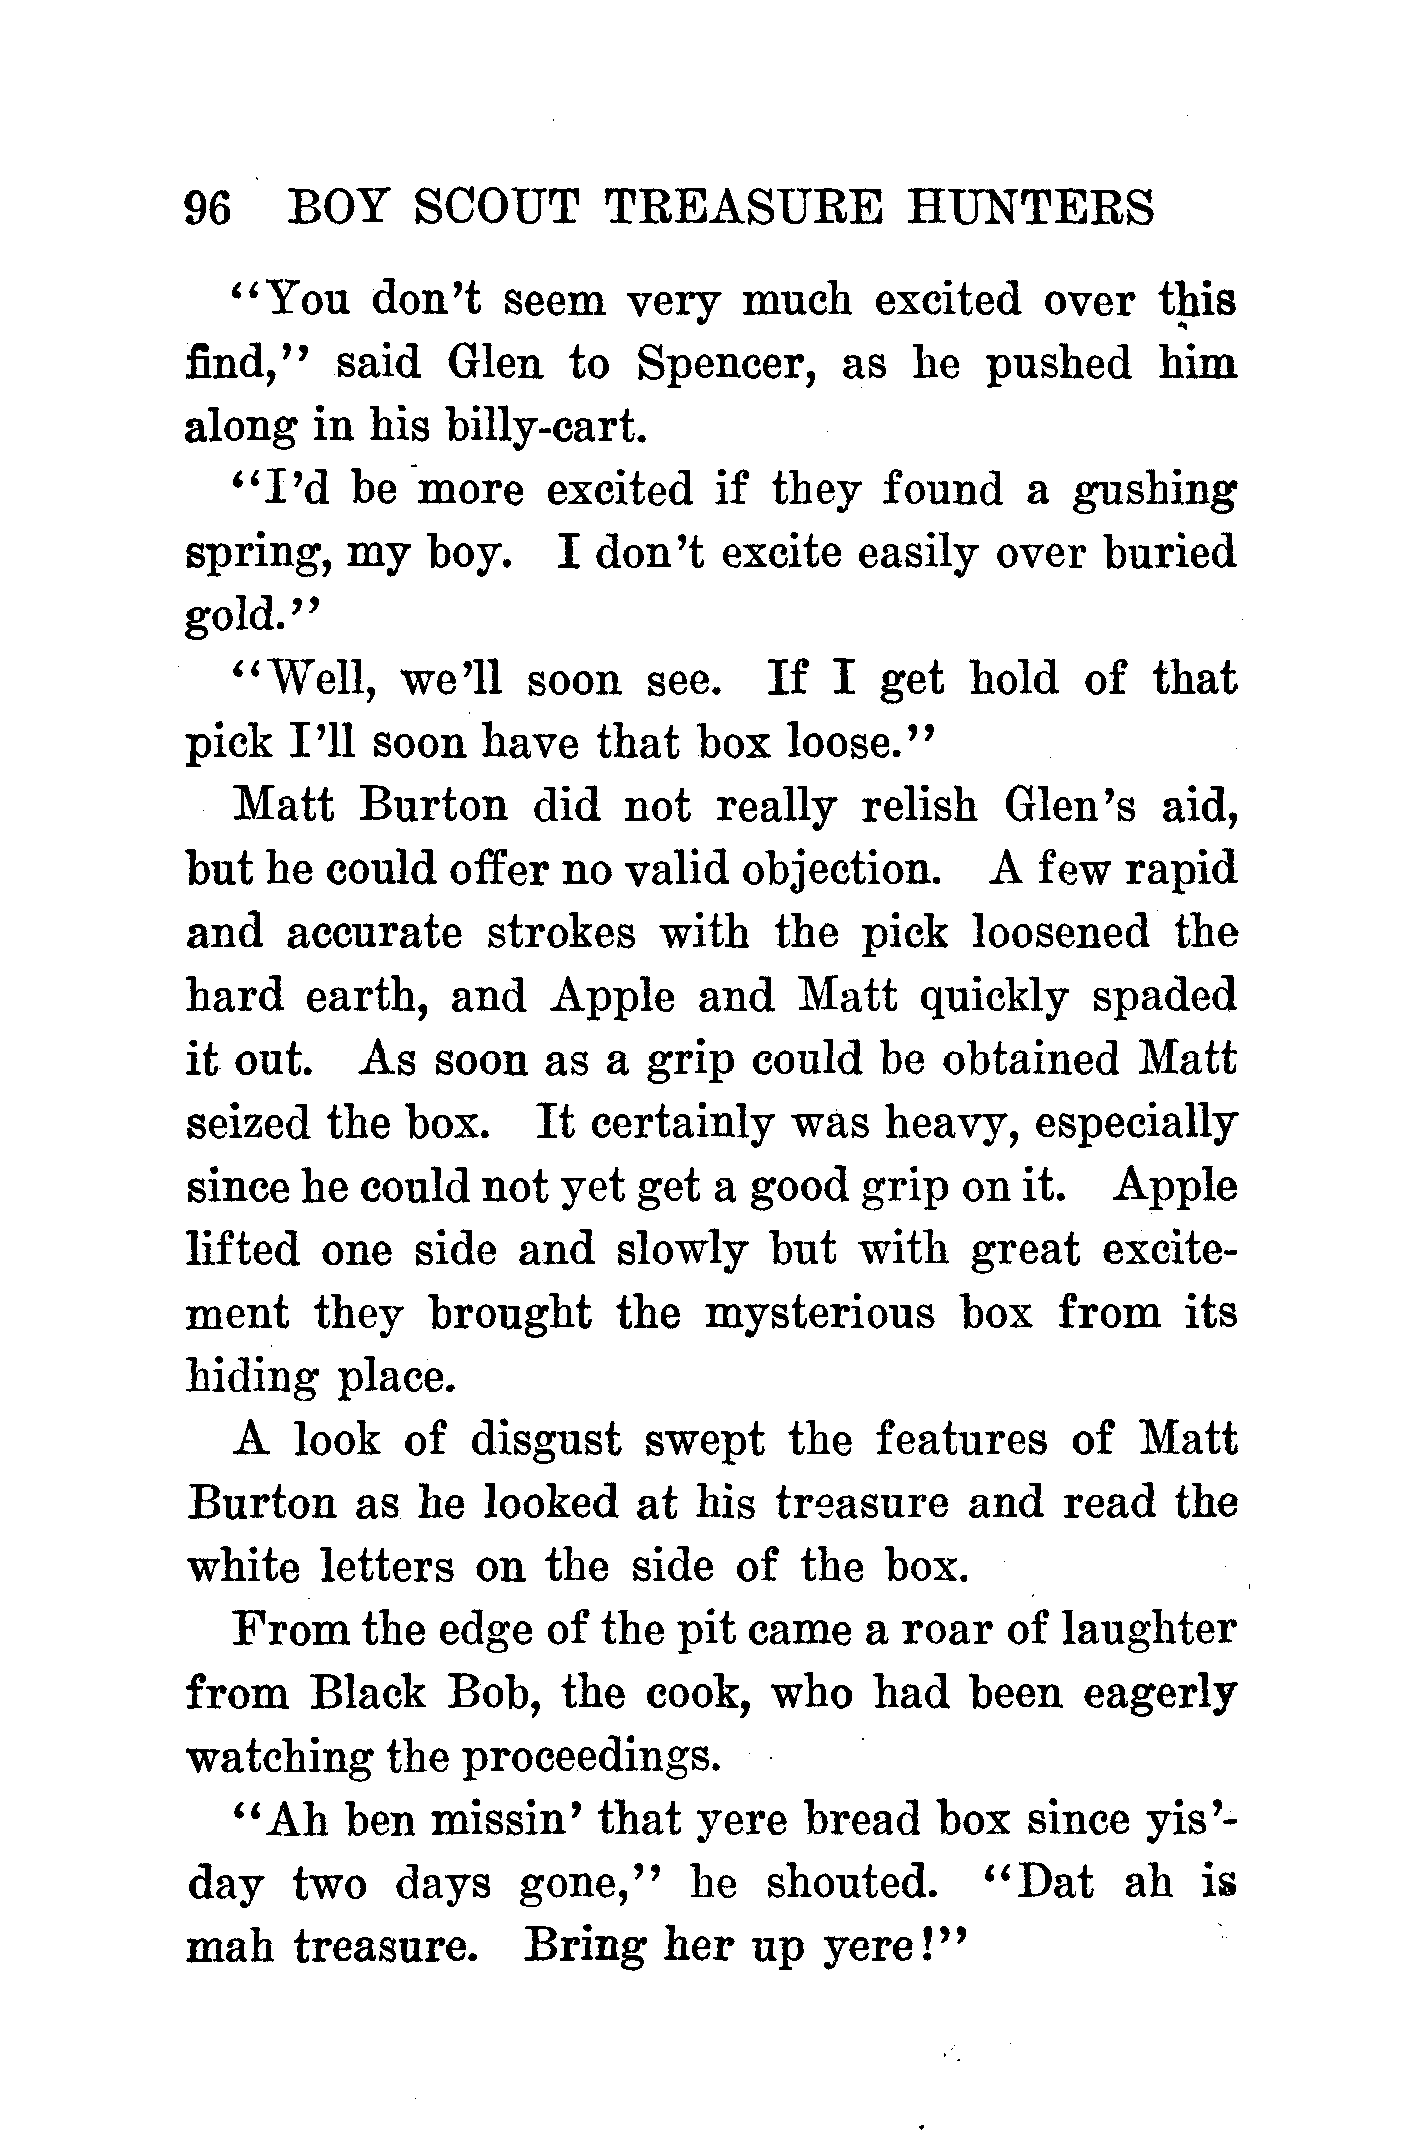 96 BOY SCOUT TREASURE HUNTERS
"You don't seem very much excited over this
find," said Glen to Spencer, as he pushed him
along in his billy-cart.
"I'd be more excited if they found a gushing
spring, my boy. I don't excite easily over buried
gold."
"Well, we'll soon see. If I get hold of that
pick I'll soon have that box loose."
Matt Burton did not really relish Glen's aid,
but he could offer no valid objection. A few rapid
and accurate strokes with the pick loosened the
hard earth, and Apple and Matt quickly spaded
it out. As soon as a grip could be obtained Matt
seized the box. It certainly was heavy, especially
since he could not yet get a good grip on it. Apple
lifted one side and slowly but with great excite-
ment they brought the mysterious box from its
hiding place.
A look of disgust swept the features of Matt
Burton as he looked at his treasure and read the
white letters on the side of the box.
From the edge of the pit came a roar of laughter
from Black Bob, the cook, who had been eagerly
watching the proceedings.
"Ah ben missin' that yere bread box since yis'-
day two days gone," he shouted. "Dat ah is
mah treasure. Bring her up yere!"